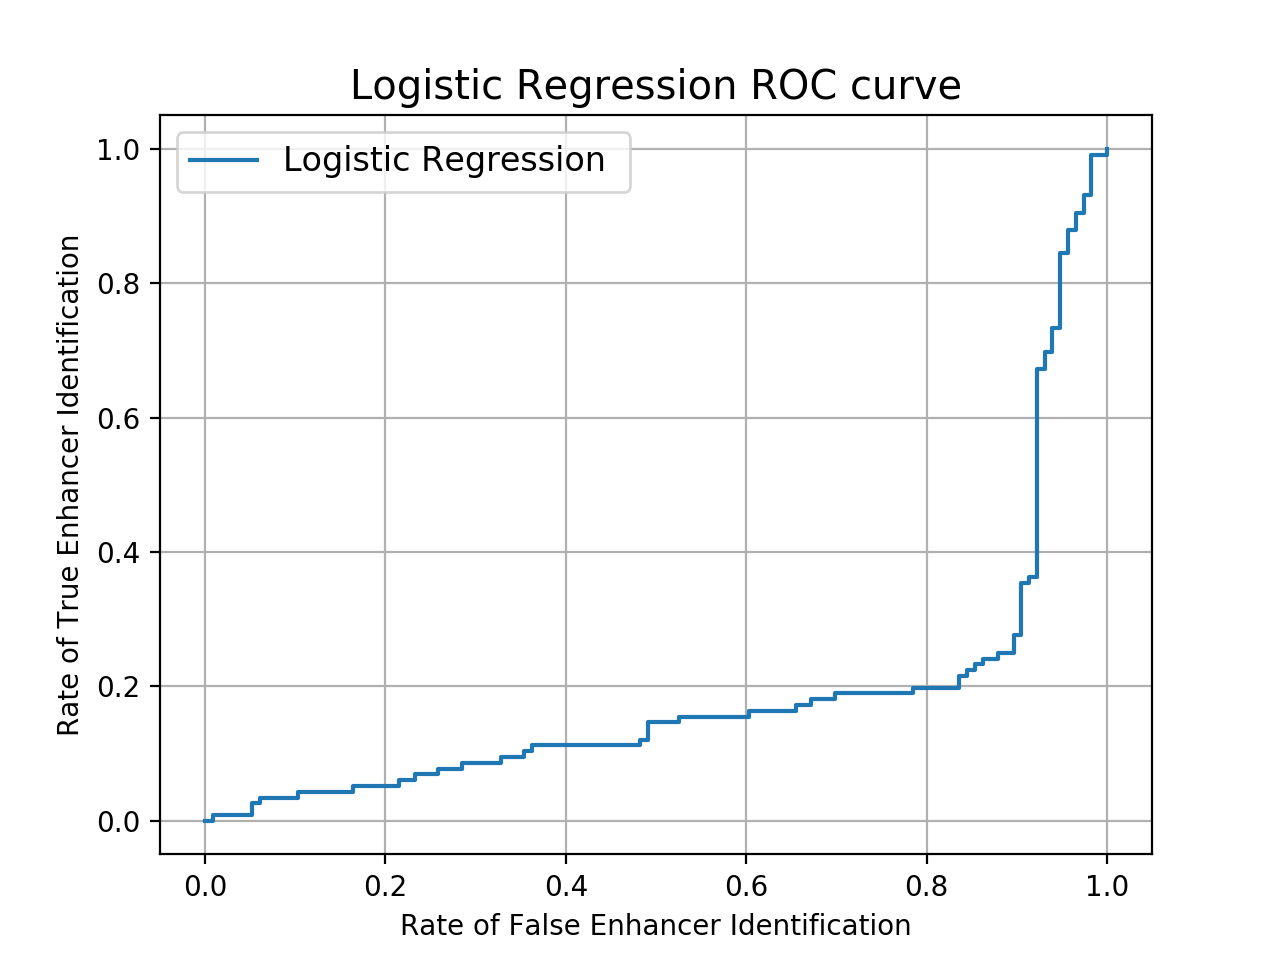 Logistic Regression ROC curve
Logistic Regression
1.0
0.8
0.6
0.4
0.2
0.0
Rate of True Enhancer Identification
0.0 0.2 0.4 0.6 0.8 1.0
Rate of False Enhancer Identification